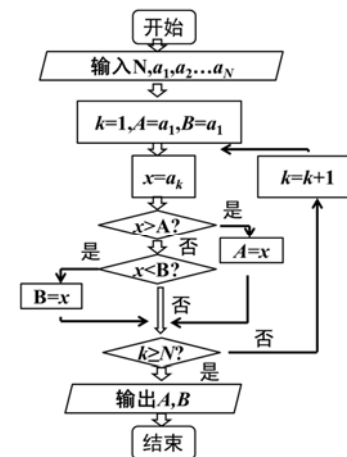 开始
输入N,a₁,a₂…a_N
k=1,A=a₁,B=a₁
x=aₖ
k=k+1
x>A?
是
否
A=x
是
x<B?
B=x
否
k≥N?
否
是
输出A,B
结束